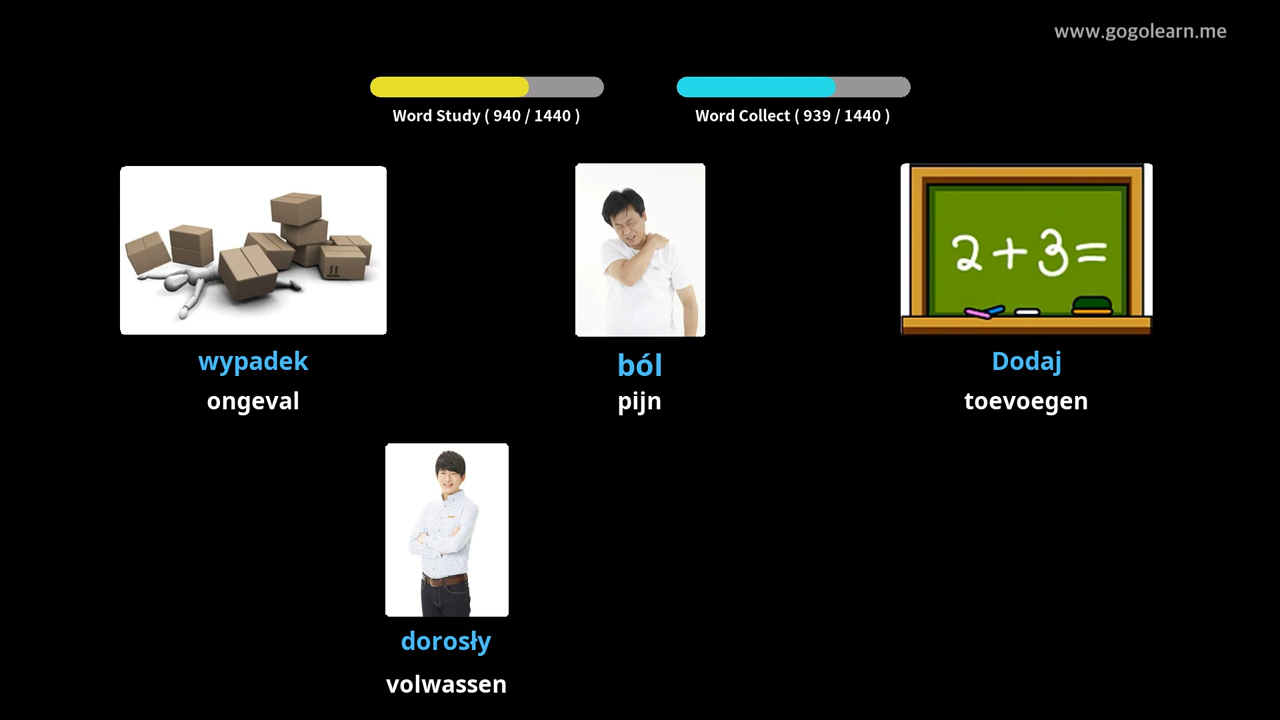 www.gogolearn.me
Word Study ( 940 / 1440 )
Word Collect ( 939 / 1440 )
wypadek
ongeval
ból
pijn
2+3=
Dodaj
toevoegen
dorosły
volwassen